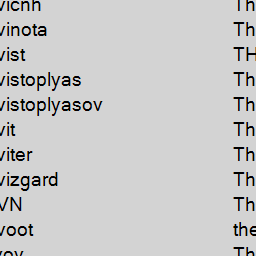 vichh Th
vinota Th
vist TH
vistoplyas Th
vistoplyasov Th
vit Th
viter Th
vizgard Th
VN Th
voot the
Th